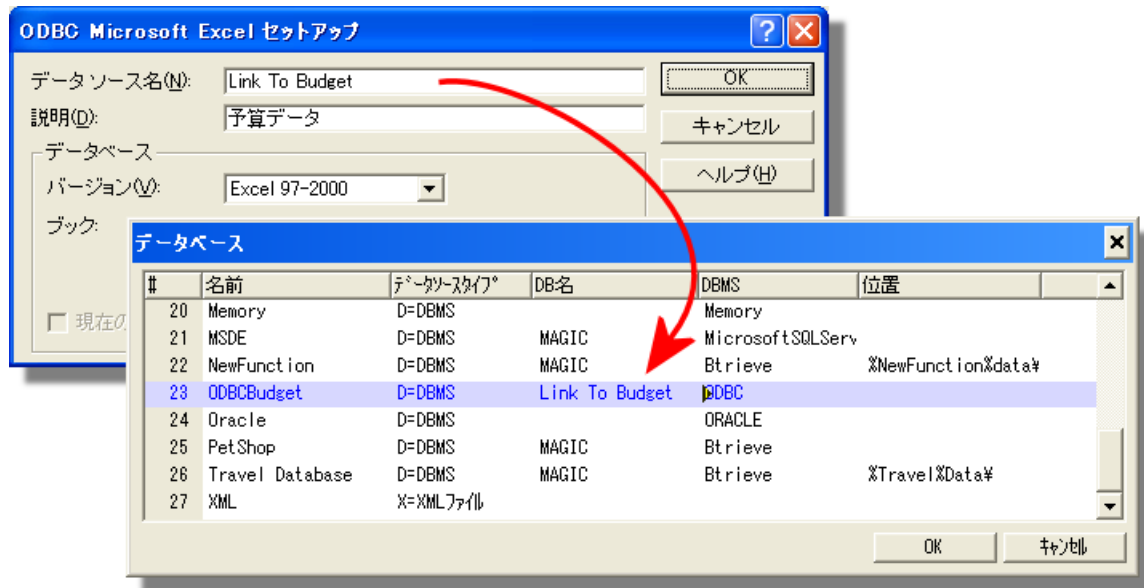 ODBC Microsoft Excel セットアップ
データ ソース名(N): Link To Budget OK
説明(D): 予算データ キャンセル
データベース
バージョン(V): Excel 97-2000 ヘルプ(H)
ブック:
データベース
# 名前 ﾃﾞｰﾀｿｰｽﾀｲﾌﾟ DB名 DBMS 位置
20 Memory D=DBMS Memory
21 MSDE D=DBMS MAGIC MicrosoftSQLServ
22 NewFunction D=DBMS MAGIC Btrieve %NewFunction%data¥
23 ODBCBudget D=DBMS Link To Budget ODBC
24 Oracle D=DBMS ORACLE
25 PetShop D=DBMS MAGIC Btrieve
26 Travel Database D=DBMS MAGIC Btrieve %Travel%Data¥
27 XML X=XMLファイル
現在の
OK キャンセル